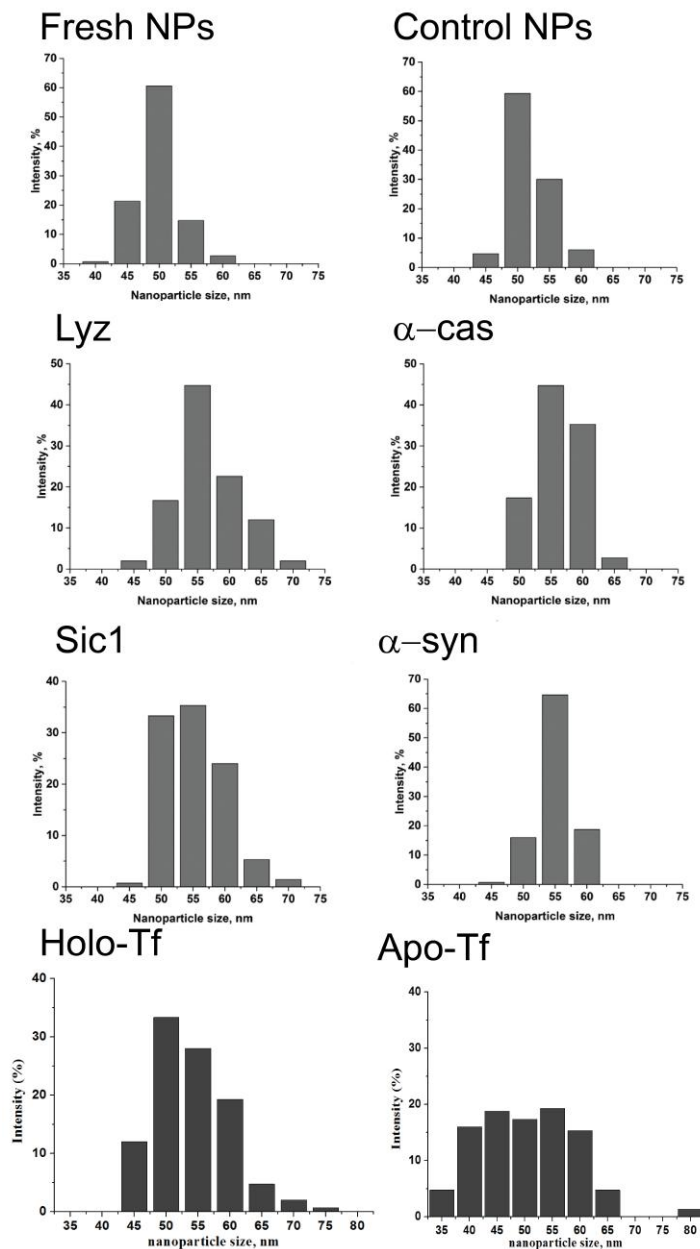 Fresh NPs
Control NPs
70
60
50
40
30
20
10
0
Intensity, %
35 40 45 50 55 60 65 70 75
Nanoparticle size, nm
70
60
50
40
30
20
10
0
Intensity, %
35 40 45 50 55 60 65 70 75
Nanoparticle size, nm
Lyz
α–cas
50
40
30
20
10
0
Intensity, %
35 40 45 50 55 60 65 70 75
Nanoparticle size, nm
50
40
30
20
10
0
Intensity, %
35 40 45 50 55 60 65 70 75
Nanoparticle size, nm
Sic1
α–syn
40
30
20
10
0
Intensity, %
35 40 45 50 55 60 65 70 75
Nanoparticle size, nm
70
60
50
40
30
20
10
0
Intensity, %
35 40 45 50 55 60 65 70 75
Nanoparticle size, nm
Holo-Tf
Apo-Tf
40
30
20
10
0
Intensity (%)
35 40 45 50 55 60 65 70 75 80
nanoparticle size, nm
40
30
20
10
0
Intensity (%)
35 40 45 50 55 60 65 70 75 80
nanoparticle size, nm